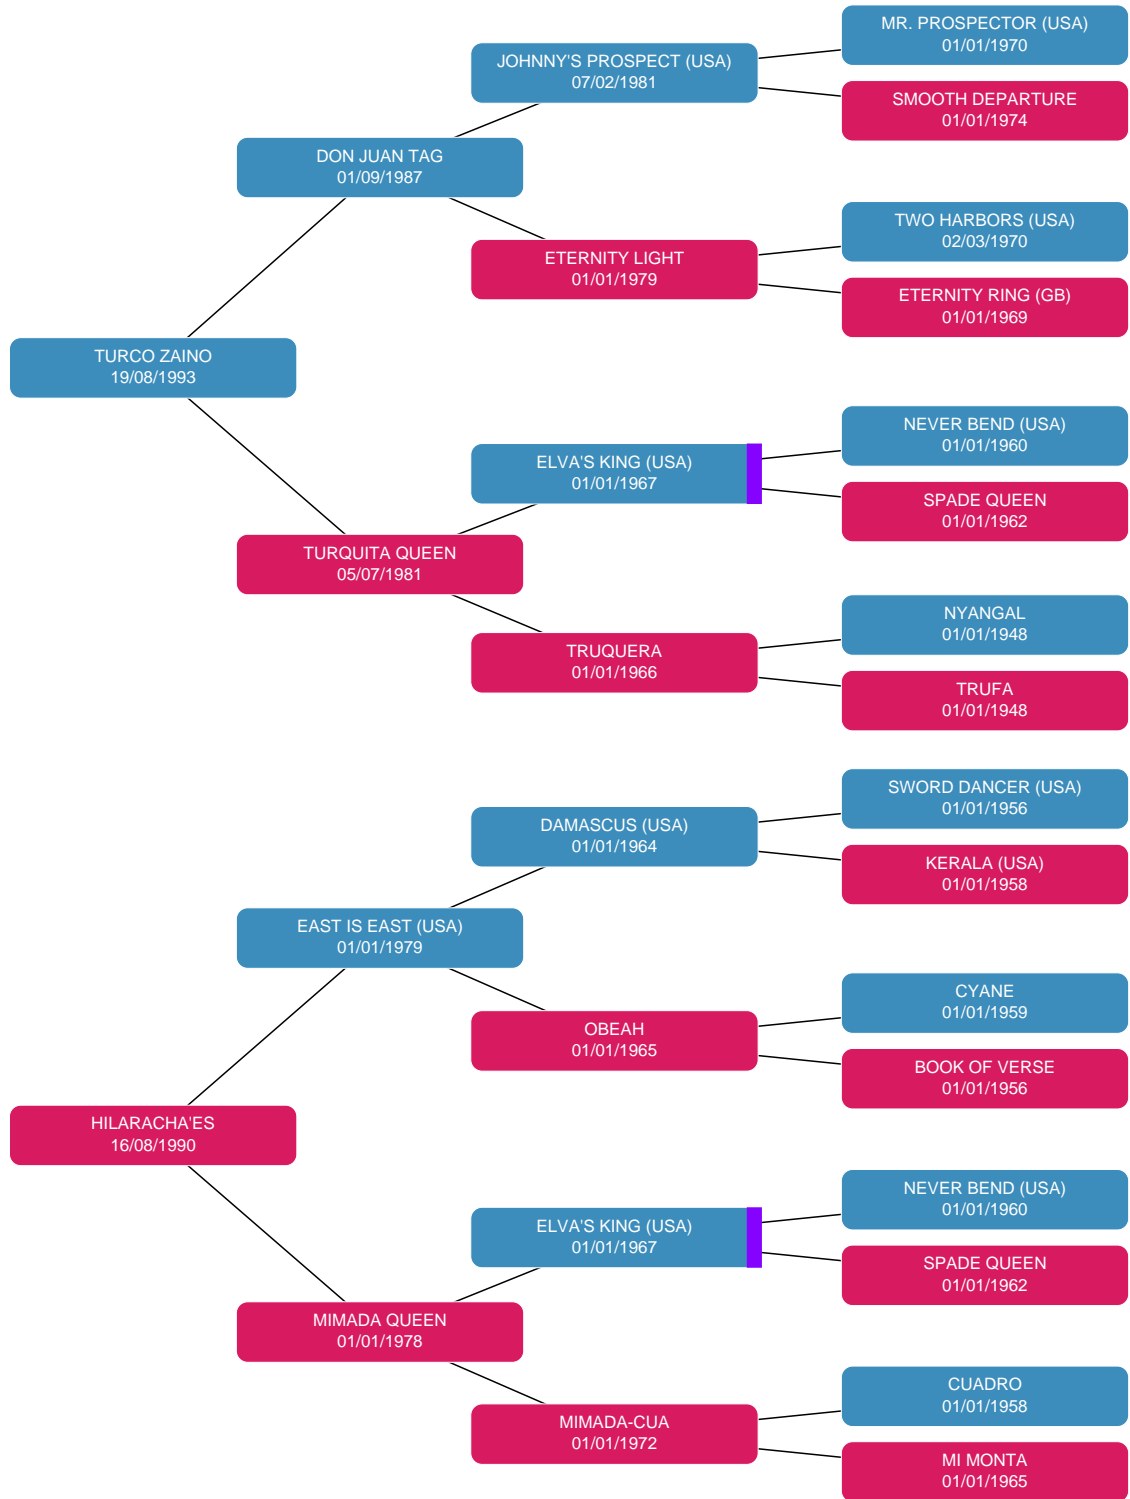 MR. PROSPECTOR (USA)
01/01/1970
JOHNNY'S PROSPECT (USA)
07/02/1981
SMOOTH DEPARTURE
01/01/1974
DON JUAN TAG
01/09/1987
TWO HARBORS (USA)
02/03/1970
ETERNITY LIGHT
01/01/1979
ETERNITY RING (GB)
01/01/1969
TURCO ZAINO
19/08/1993
NEVER BEND (USA)
01/01/1960
ELVA'S KING (USA)
01/01/1967
SPADE QUEEN
01/01/1962
TURQUITA QUEEN
05/07/1981
NYANGAL
01/01/1948
TRUQUERA
01/01/1966
TRUFA
01/01/1948
SWORD DANCER (USA)
01/01/1956
DAMASCUS (USA)
01/01/1964
KERALA (USA)
01/01/1958
EAST IS EAST (USA)
01/01/1979
CYANE
01/01/1959
OBEAH
01/01/1965
BOOK OF VERSE
01/01/1956
HILARACHA'ES
16/08/1990
NEVER BEND (USA)
01/01/1960
ELVA'S KING (USA)
01/01/1967
SPADE QUEEN
01/01/1962
MIMADA QUEEN
01/01/1978
CUADRO
01/01/1958
MIMADA-CUA
01/01/1972
MI MONTA
01/01/1965